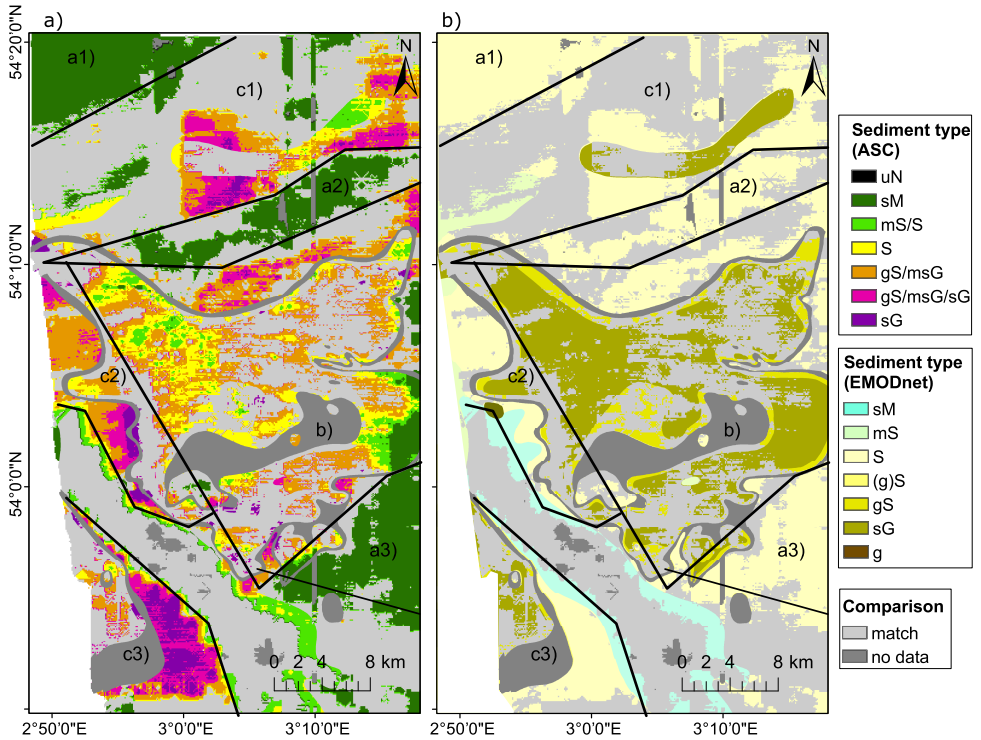 a)
b)
54°20'0"N
54°10'0"N
54°0'0"N
a1)
c1)
a2)
c2)
b)
a3)
c3)
N
0 2 4 8 km
2°50'0"E 3°0'0"E 3°10'0"E
a1)
c1)
a2)
c2)
b)
a3)
c3)
N
0 2 4 8 km
2°50'0"E 3°0'0"E 3°10'0"E
Sediment type
(ASC)
uN
sM
mS/S
S
gS/msG
gS/msG/sG
sG
Sediment type
(EMODnet)
sM
mS
S
(g)S
gS
sG
g
Comparison
match
no data